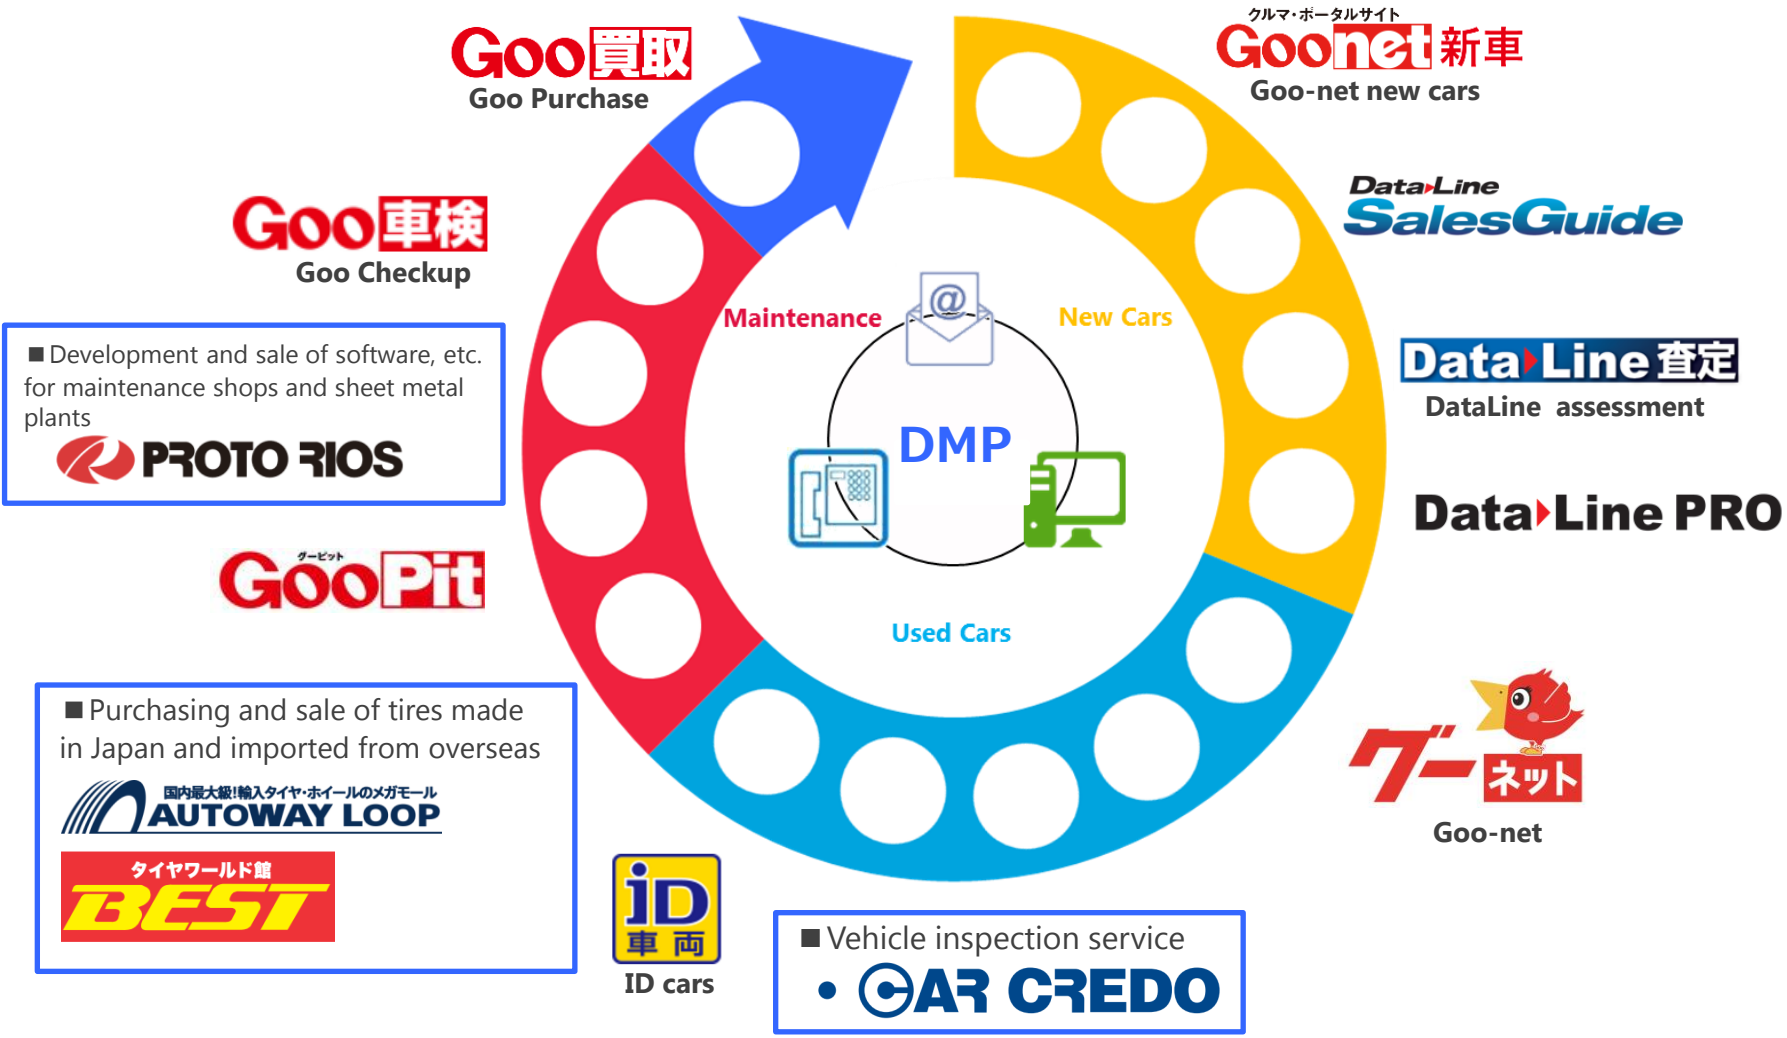 Goo買取
Goo Purchase
クルマ・ポータルサイト
Goonet新車
Goo-net new cars
Goo車検
Goo Checkup
Data Line
SalesGuide
Maintenance
@
New Cars
■Development and sale of software, etc.
for maintenance shops and sheet metal
plants
PROTO RIOS
Data Line 査定
DataLine assessment
DMP
Data Line PRO
グーピット
GooPit
Used Cars
■Purchasing and sale of tires made
in Japan and imported from overseas
国内最大級!輸入タイヤ・ホイールのメガモール
AUTOWAY LOOP
タイヤワールド館
BEST
グーネット
Goo-net
iD
車両
ID cars
■Vehicle inspection service
• CAR CREDO